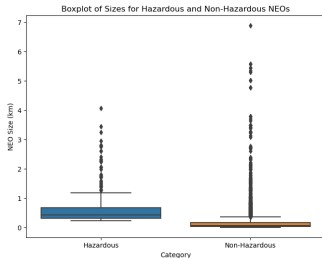 Boxplot of Sizes for Hazardous and Non-Hazardous NEOs
7
6
5
4
3
2
1
0
NEO Size (km)
Hazardous
Non-Hazardous
Category